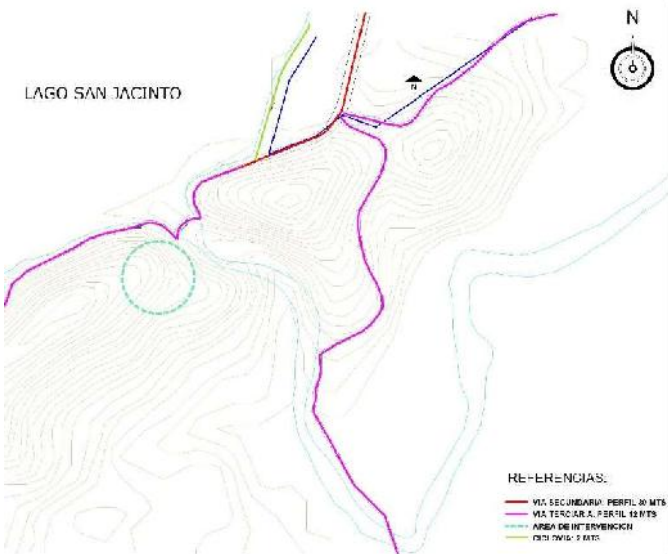 N
LAGO SAN JACINTO
N
REFERENCIAS:
VIA SECUNDARIA: PERFIL 30 MTS
VIA TERCIARIA: PERFIL 12 MTS
AREA DE INTERVENCION
CICLOVIA: 2 MTS